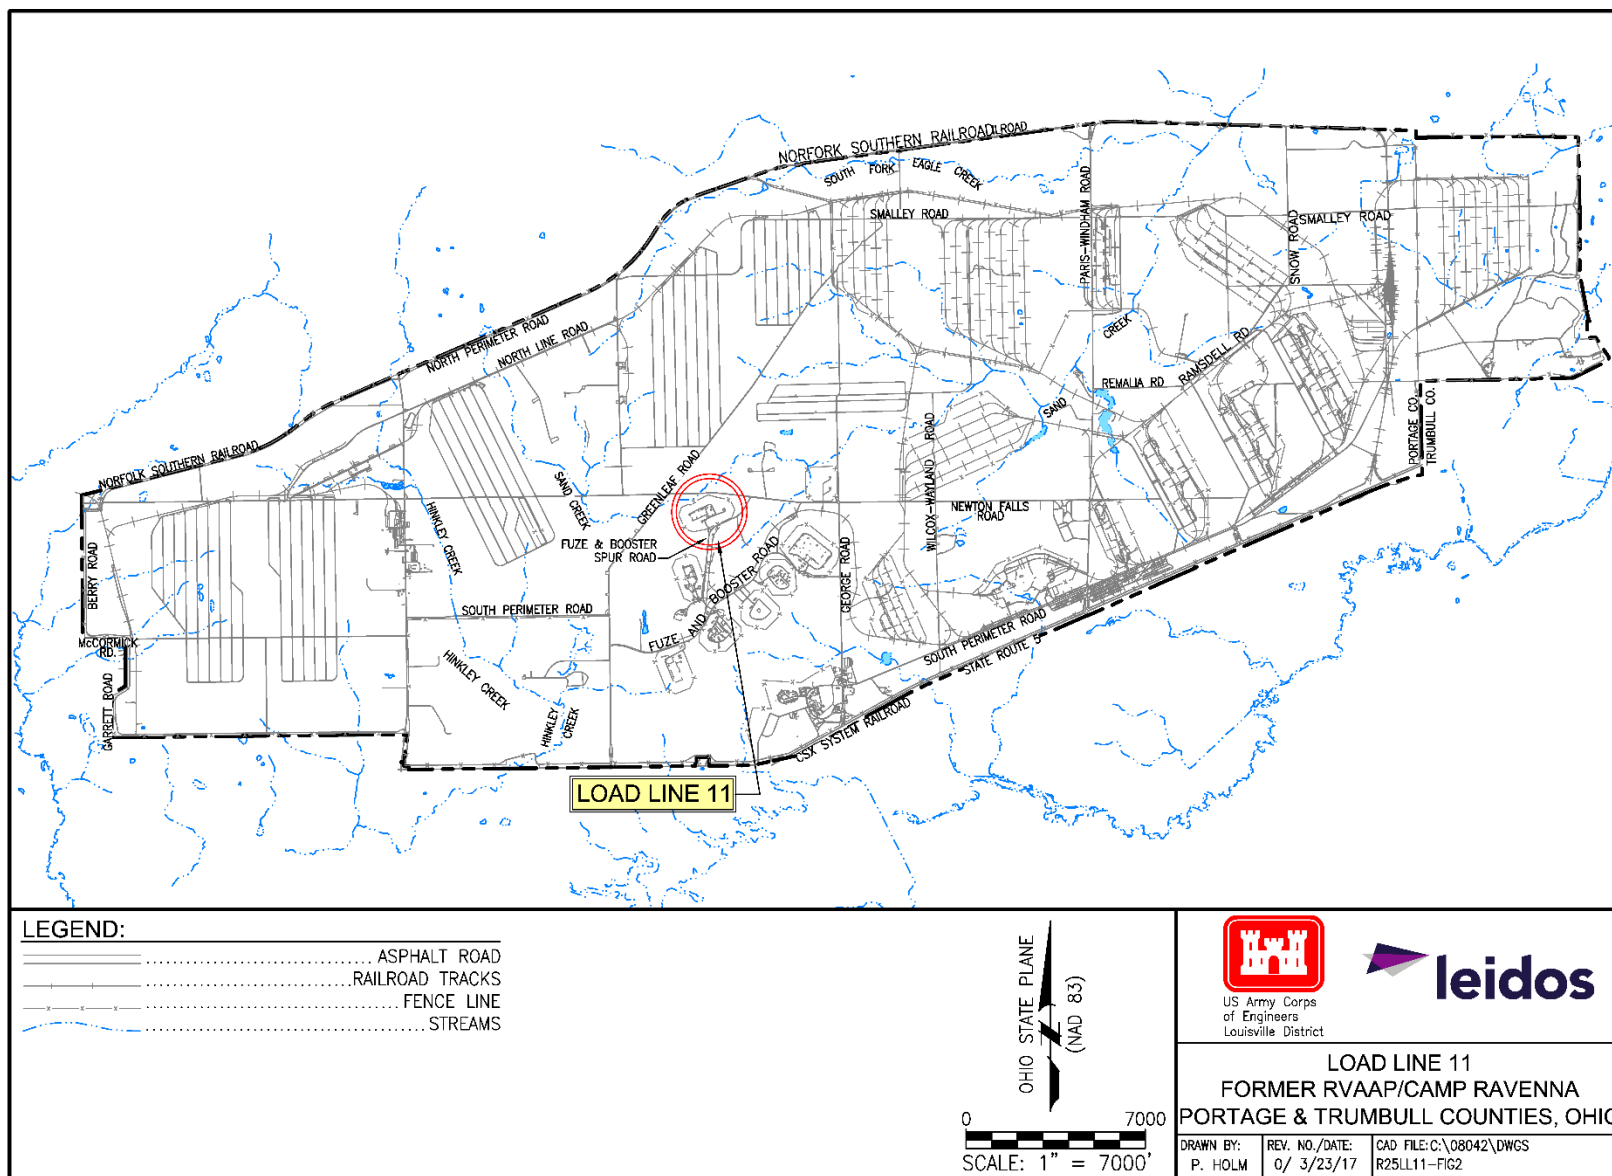 NORFORK SOUTHERN RAILROAD
LROAD
SOUTH FORK
EAGLE CREEK
SMALLEY ROAD
PARIS-WINDHAM ROAD
SNOW ROAD
SMALLEY ROAD
NORTH PERIMETER ROAD
NORTH LINE ROAD
CREEK
RAMSDELL RD
REMALIA RD
SAND
PORTAGE CO.
TRUMBULL CO.
NORFOLK SOUTHERN RAILROAD
SAND CREEK
GREENLEAF ROAD
WILCOX-WAYLAND ROAD
NEWTON FALLS
ROAD
HINKLEY CREEK
FUZE & BOOSTER
SPUR ROAD
BERRY ROAD
GEORGE ROAD
FUZE AND BOOSTER ROAD
SOUTH PERIMETER ROAD
McCORMICK
RD.
HINKLEY CREEK
SOUTH PERIMETER ROAD
STATE ROUTE 5
GARRETT ROAD
HINKLEY
CREEK
CSX SYSTEM RAILROAD
LOAD LINE 11
LEGEND:
ASPHALT ROAD
RAILROAD TRACKS
FENCE LINE
STREAMS
OHIO STATE PLANE
(NAD 83)
0 7000
SCALE: 1" = 7000'
US Army Corps
of Engineers
Louisville District
leidos
LOAD LINE 11
FORMER RVAAP/CAMP RAVENNA
PORTAGE & TRUMBULL COUNTIES, OHIO
DRAWN BY:
P. HOLM
REV. NO./DATE:
0/ 3/23/17
CAD FILE:C:\08042\DWGS
R25LL11-FIG2